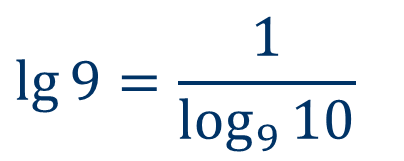 lg 9 = 1 / log₉ 10